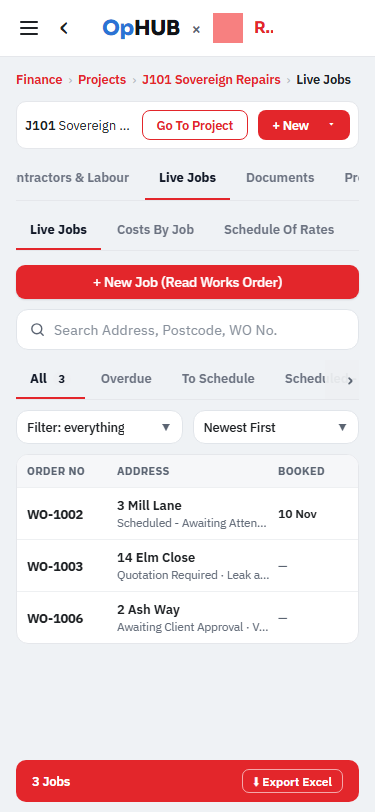 OpHUB × R..
Finance › Projects › J101 Sovereign Repairs › Live Jobs
J101 Sovereign ... Go To Project + New
ntractors & Labour Live Jobs Documents Pr
Live Jobs Costs By Job Schedule Of Rates
+ New Job (Read Works Order)
Search Address, Postcode, WO No.
All 3 Overdue To Schedule Scheduled
Filter: everything Newest First
ORDER NO ADDRESS BOOKED
WO-1002 3 Mill Lane 10 Nov
Scheduled - Awaiting Atten...
WO-1003 14 Elm Close —
Quotation Required · Leak a...
WO-1006 2 Ash Way —
Awaiting Client Approval · V...
3 Jobs Export Excel